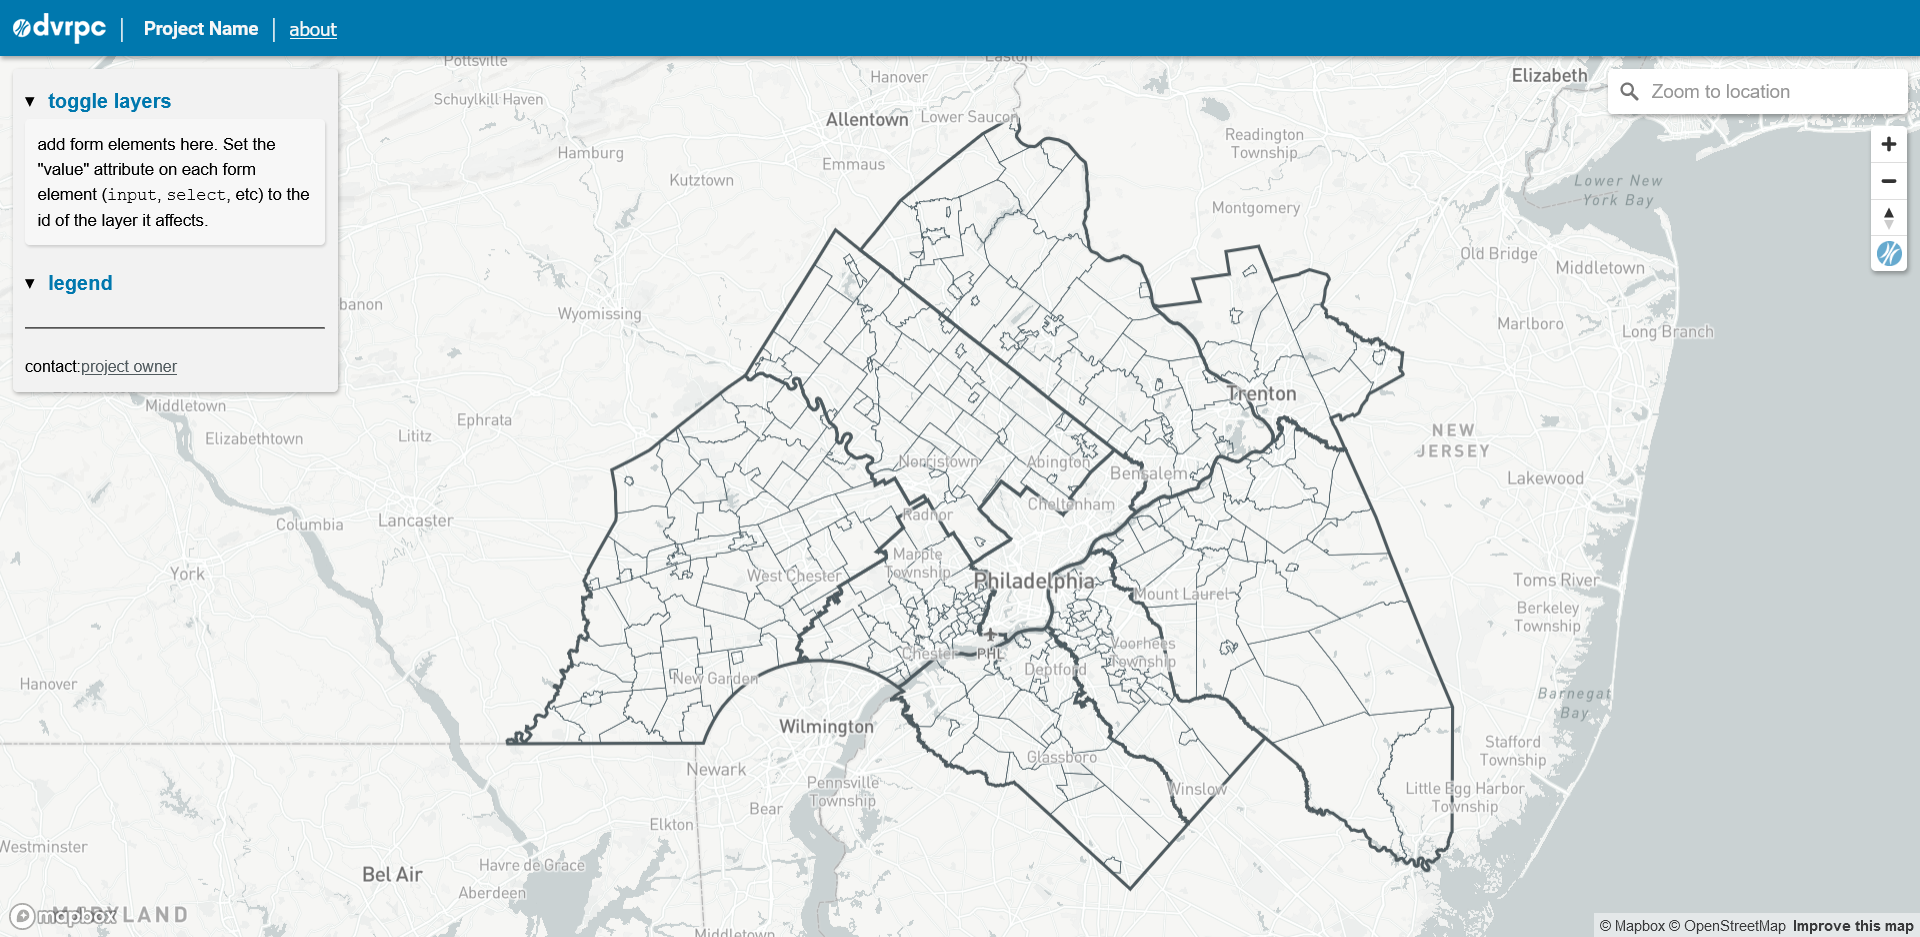 dvrpc
Project Name
about
toggle layers
add form elements here. Set the
"value" attribute on each form
element (input, select, etc) to the
id of the layer it affects.
legend
contact:project owner
Zoom to location
Pottsville
Easton
Hanover
Elizabeth
Schuylkill Haven
Allentown
Lower Saucon
Readington
Township
Hamburg
Emmaus
Kutztown
Lower New
York Bay
Montgomery
Old Bridge
Middletown
banon
Wyomissing
Marlboro
Long Branch
Trenton
Middletown
Ephrata
Lititz
Elizabethtown
NEW
JERSEY
Norristown
Abington
Bensalem
Lakewood
Cheltenham
Radnor
Columbia
Lancaster
Marple
Township
York
West Chester
Philadelphia
Toms River
Mount Laurel
Berkeley
Township
Voorhees
Township
Chester
PHL
Deptford
New Garden
Hanover
Barnegat
Bay
Wilmington
Glassboro
Stafford
Township
Newark
Pennsville
Township
Winslow
Little Egg Harbor
Township
Bear
Elkton
Westminster
Havre de Grace
Bel Air
Aberdeen
MARYLAND
mapbox
Middletown
© Mapbox © OpenStreetMap Improve this map